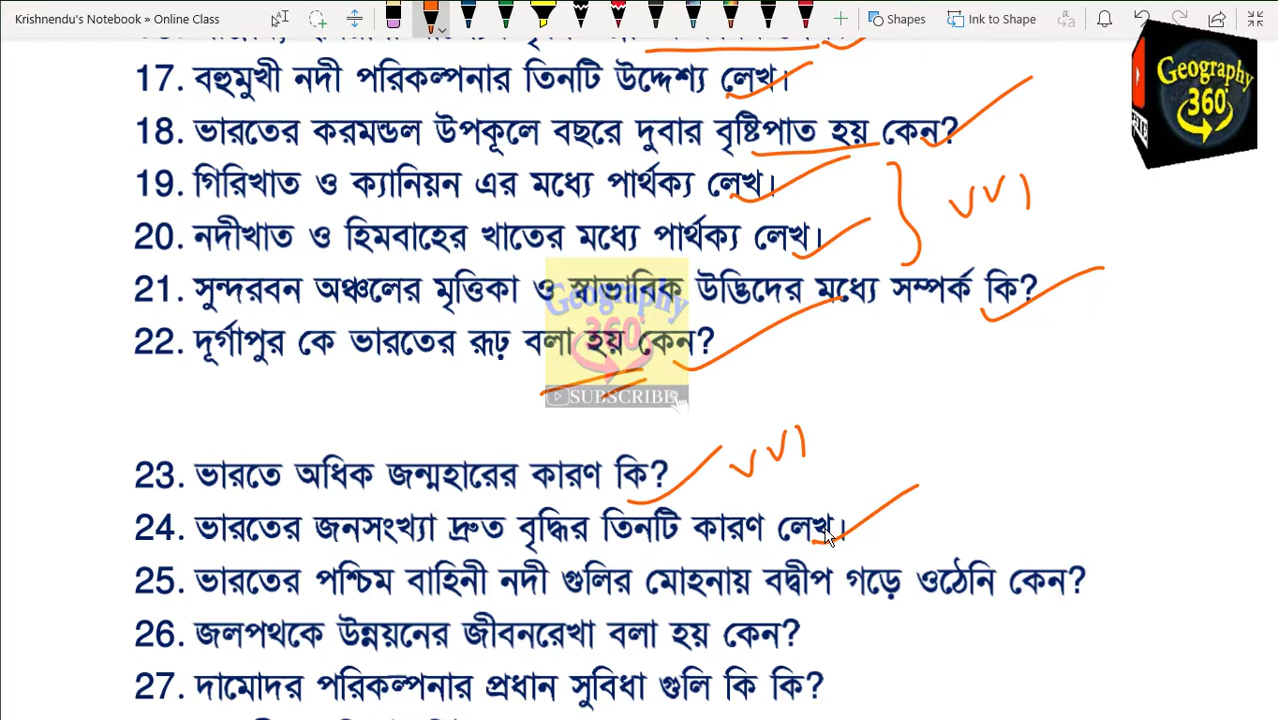 Krishnendu's Notebook » Online Class
Shapes
Ink to Shape
Geography
360°
17. বহুমুখী নদী পরিকল্পনার তিনটি উদ্দেশ্য লেখ।
18. ভারতের করমন্ডল উপকূলে বছরে দুবার বৃষ্টিপাত হয় কেন?
19. গিরিখাত ও ক্যানিয়ন এর মধ্যে পার্থক্য লেখ।
VVI
20. নদীখাত ও হিমবাহের খাতের মধ্যে পার্থক্য লেখ।
21. সুন্দরবন অঞ্চলের মৃত্তিকা ও স্বাভাবিক উদ্ভিদের মধ্যে সম্পর্ক কি?
Geography
360°
22. দূর্গাপুর কে ভারতের রূঢ় বলা হয় কেন?
SUBSCRIBE
23. ভারতে অধিক জন্মহারের কারণ কি?
VVI
24. ভারতের জনসংখ্যা দ্রুত বৃদ্ধির তিনটি কারণ লেখ।
25. ভারতের পশ্চিম বাহিনী নদী গুলির মোহনায় বদ্বীপ গড়ে ওঠেনি কেন?
26. জলপথকে উন্নয়নের জীবনরেখা বলা হয় কেন?
27. দামোদর পরিকল্পনার প্রধান সুবিধা গুলি কি কি?